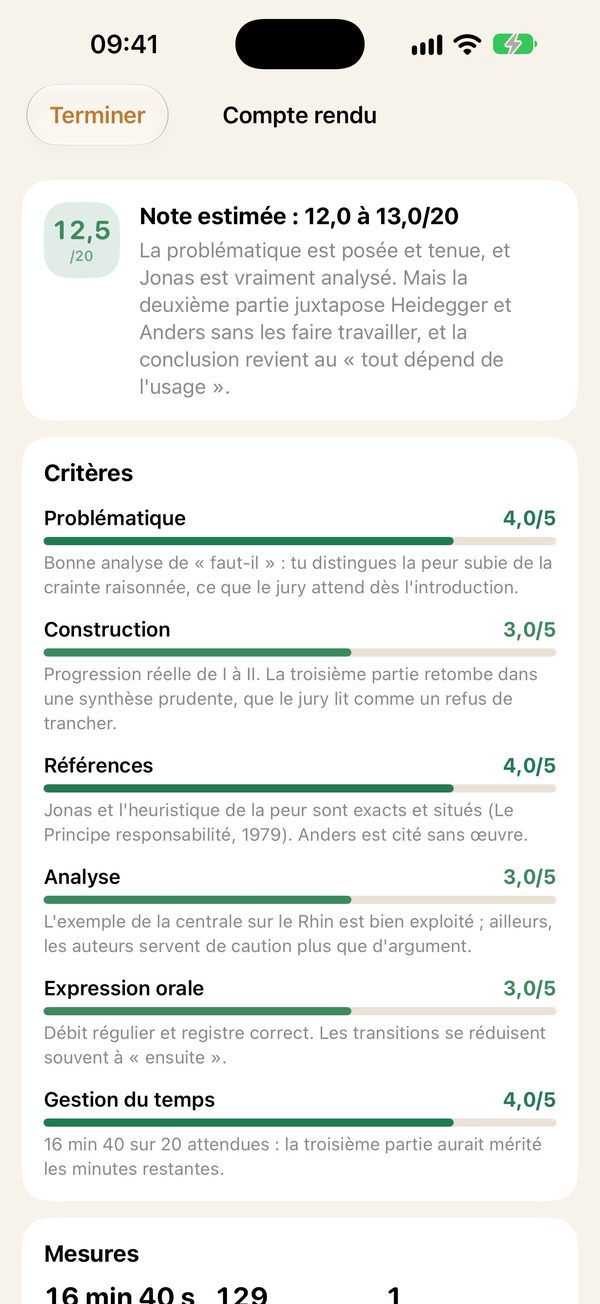 09:41
Terminer
Compte rendu
12,5
/20
Note estimée : 12,0 à 13,0/20
La problématique est posée et tenue, et
Jonas est vraiment analysé. Mais la
deuxième partie juxtapose Heidegger et
Anders sans les faire travailler, et la
conclusion revient au « tout dépend de
l'usage ».
Critères
Problématique 4,0/5
Bonne analyse de « faut-il » : tu distingues la peur subie de la
crainte raisonnée, ce que le jury attend dès l'introduction.
Construction 3,0/5
Progression réelle de I à II. La troisième partie retombe dans
une synthèse prudente, que le jury lit comme un refus de
trancher.
Références 4,0/5
Jonas et l'heuristique de la peur sont exacts et situés (Le
Principe responsabilité, 1979). Anders est cité sans œuvre.
Analyse 3,0/5
L'exemple de la centrale sur le Rhin est bien exploité ; ailleurs,
les auteurs servent de caution plus que d'argument.
Expression orale 3,0/5
Débit régulier et registre correct. Les transitions se réduisent
souvent à « ensuite ».
Gestion du temps 4,0/5
16 min 40 sur 20 attendues : la troisième partie aurait mérité
les minutes restantes.
Mesures
16 min 40 s 129 1